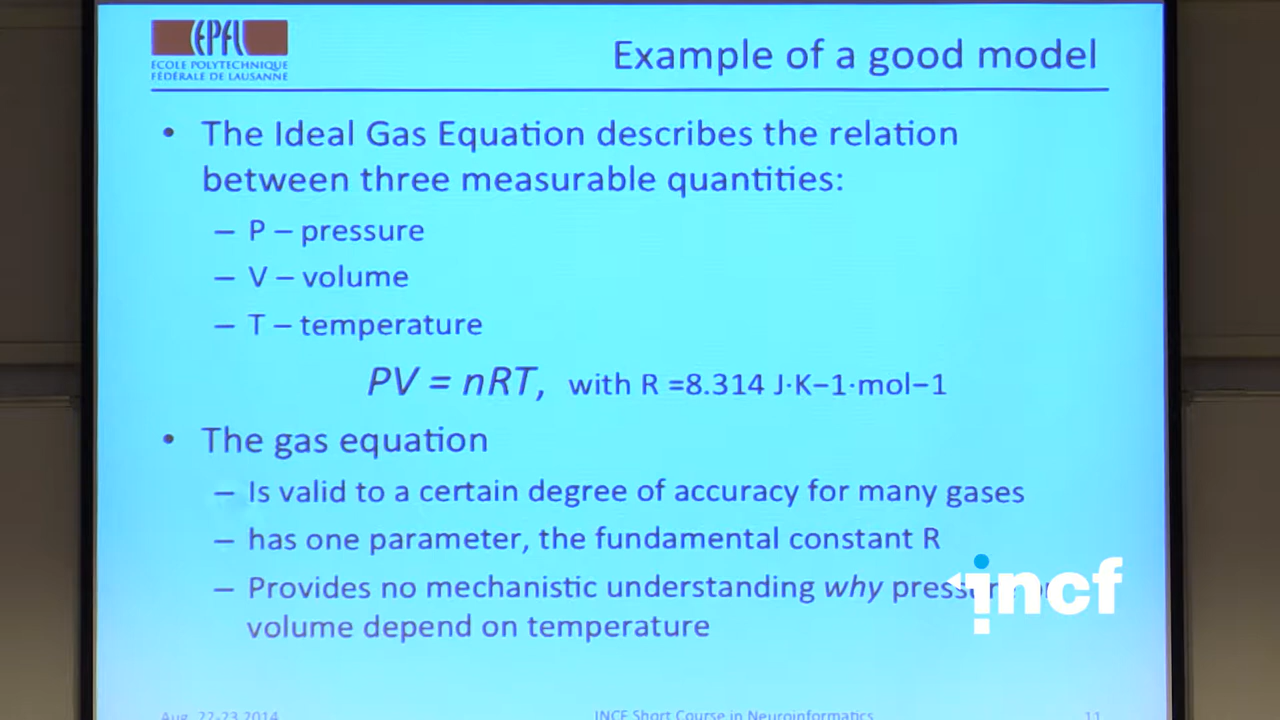 EPFL
ÉCOLE POLYTECHNIQUE
FÉDÉRALE DE LAUSANNE
Example of a good model
• The Ideal Gas Equation describes the relation
between three measurable quantities:
– P – pressure
– V – volume
– T – temperature
PV = nRT, with R =8.314 J·K−1·mol−1
• The gas equation
– Is valid to a certain degree of accuracy for many gases
– has one parameter, the fundamental constant R
– Provides no mechanistic understanding why pressure or
volume depend on temperature
incf
Aug. 22-23 2014 INCF Short Course in Neuroinformatics 11